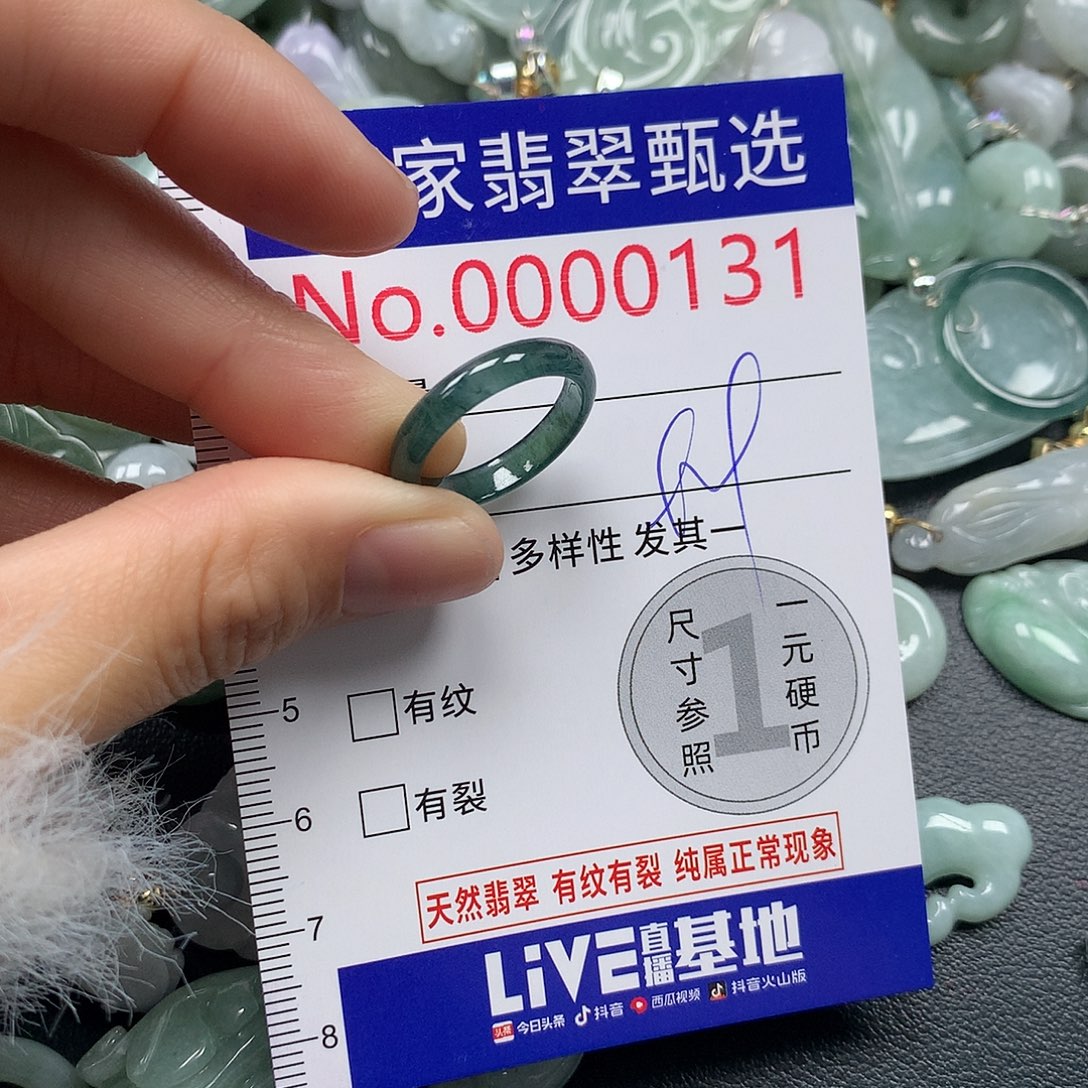 家翡翠甄选
No.0000131
多样性 发其一
一元硬币
尺寸参照
1
5
有纹
6
有裂
天然翡翠 有纹有裂 纯属正常现象
7
LiVE直播基地
头条 今日头条 抖音 西瓜视频 抖音火山版
8